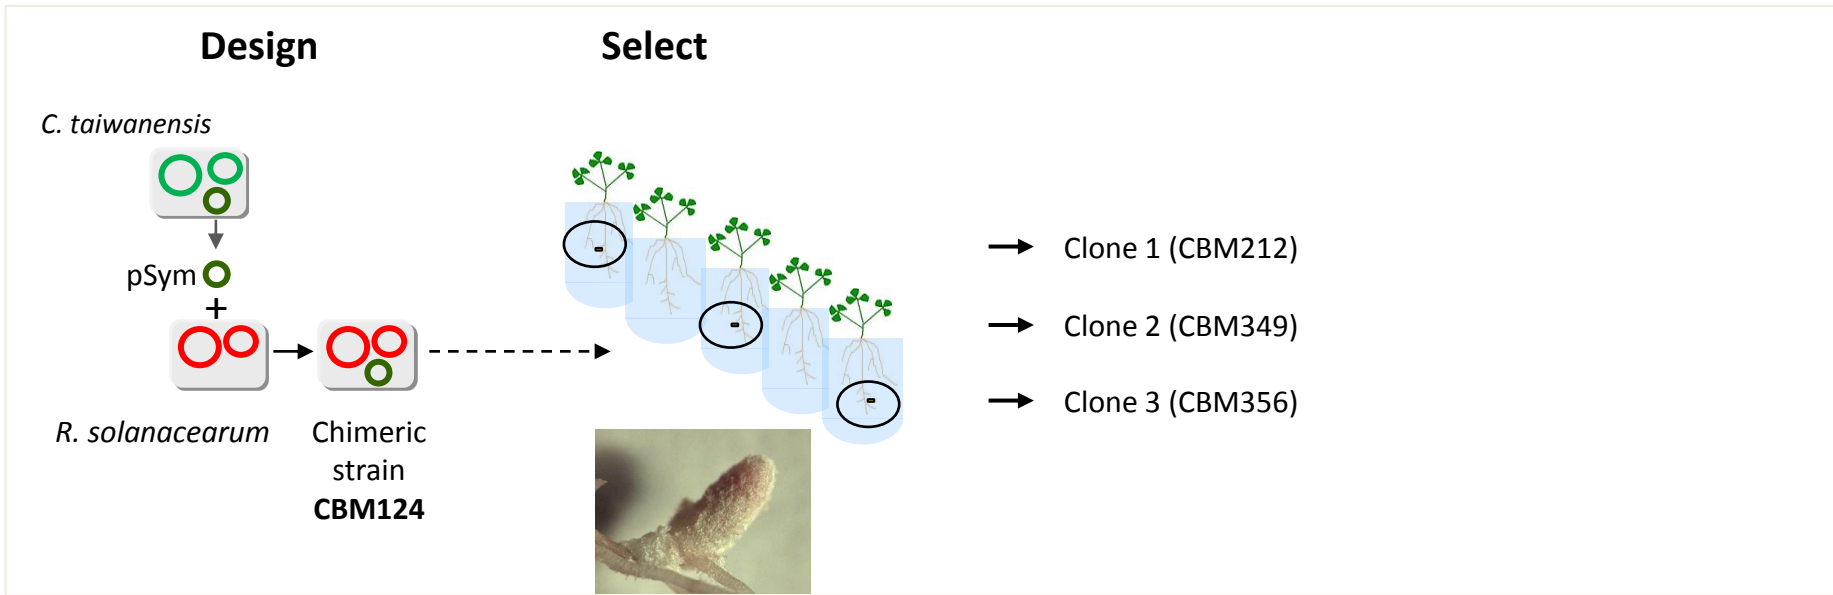 Design
Select
C. taiwanensis
pSym
+
R. solanacearum
Chimeric
strain
CBM124
Clone 1 (CBM212)
Clone 2 (CBM349)
Clone 3 (CBM356)